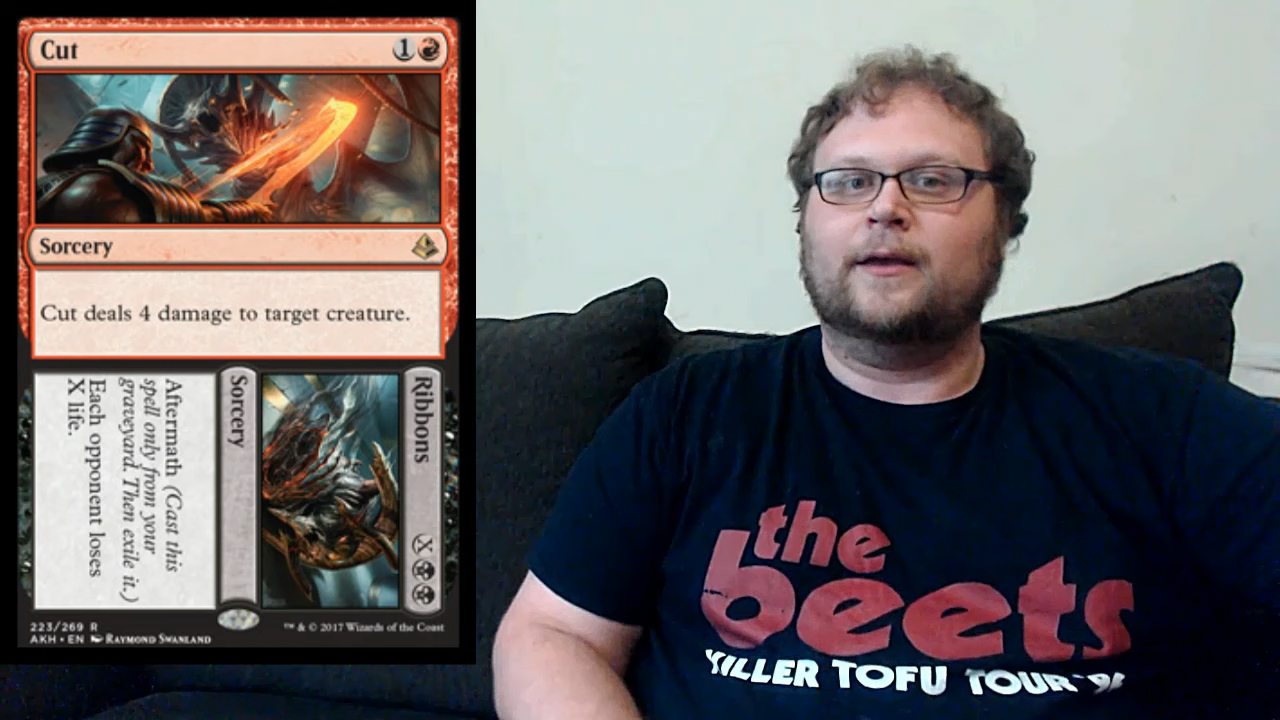 Cut 1
Sorcery
Cut deals 4 damage to target creature.
Ribbons X
Sorcery
Aftermath (Cast this
spell only from your
graveyard. Then exile it.)
Each opponent loses
X life.
223/269 R
AKH • EN RAYMOND SWANLAND
™ & © 2017 Wizards of the Coast
the
beets
KILLER TOFU TOUR